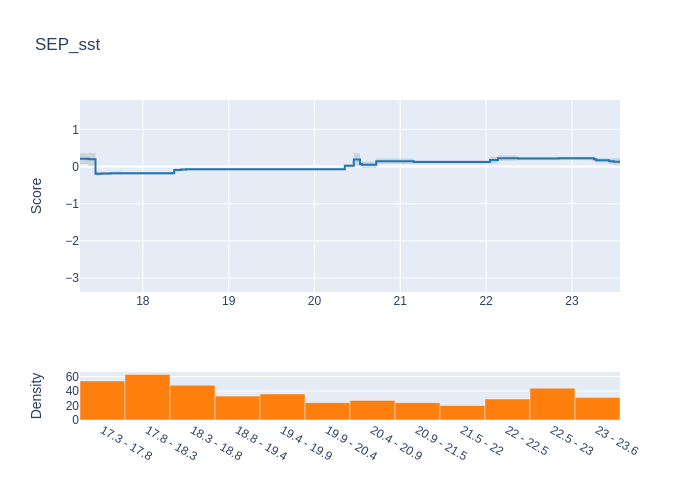 SEP_sst
Score
1
0
−1
−2
−3
18 19 20 21 22 23
Density
60
40
20
0
17.3 - 17.8
17.8 - 18.3
18.3 - 18.8
18.8 - 19.4
19.4 - 19.9
19.9 - 20.4
20.4 - 20.9
20.9 - 21.5
21.5 - 22
22 - 22.5
22.5 - 23
23 - 23.6